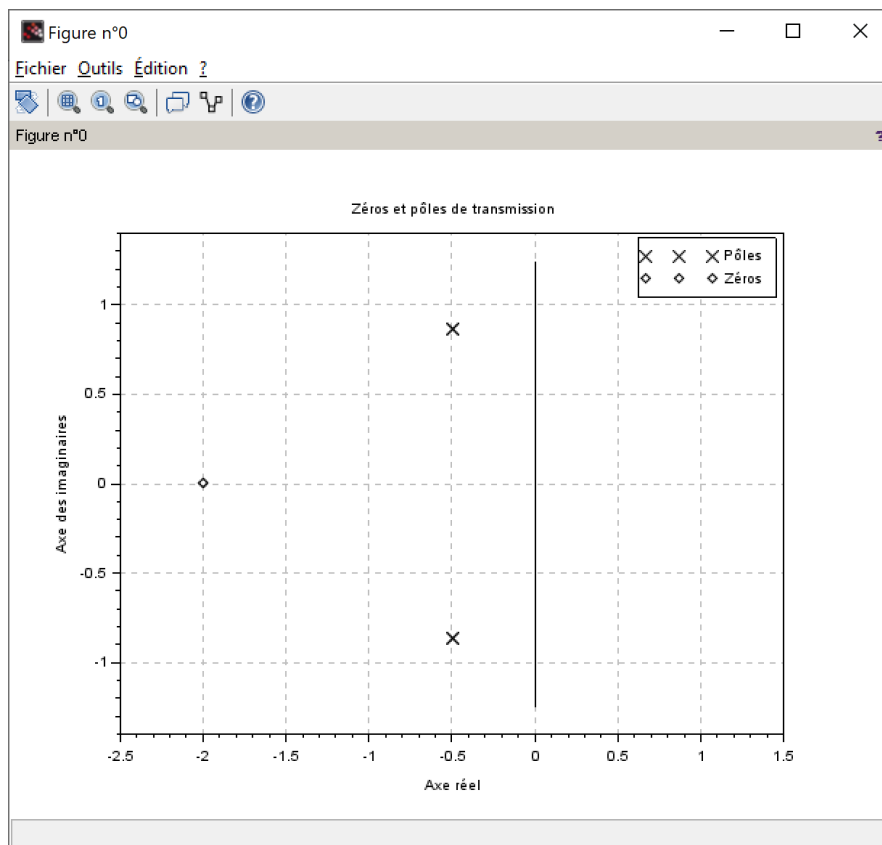 Figure n°0
Fichier Outils Édition ?
Figure n°0 ?
Zéros et pôles de transmission
Pôles
Zéros
1
0.5
0
-0.5
-1
Axe des imaginaires
-2.5 -2 -1.5 -1 -0.5 0 0.5 1 1.5
Axe réel